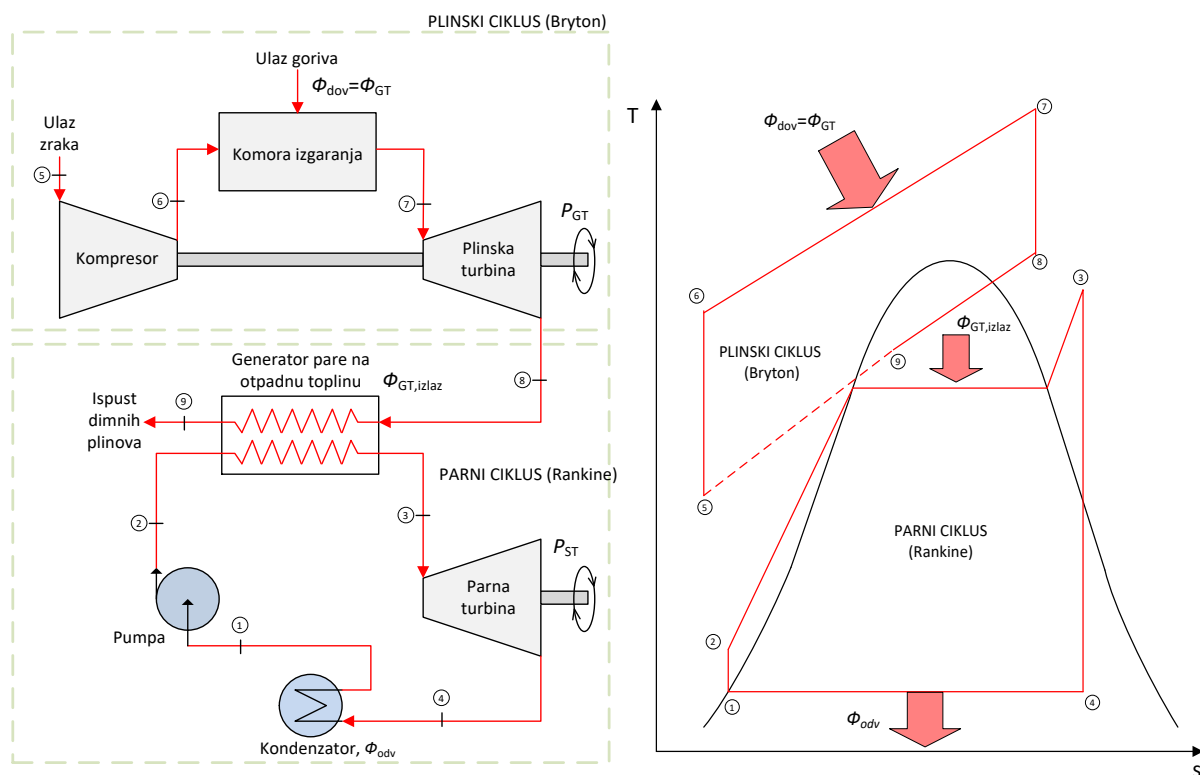 PLINSKI CIKLUS (Bryton)
Ulaz goriva
Φdov=ΦGT
Ulaz
zraka
5
6
Komora izgaranja
7
Kompresor
Plinska
turbina
PGT
Generator pare na
otpadnu toplinu
ΦGT,izlaz
8
9
Ispust
dimnih
plinova
PARNI CIKLUS (Rankine)
2
3
Parna
turbina
PST
Pumpa
1
4
Kondenzator, Φodv
T
Φdov=ΦGT
7
8
3
6
ΦGT,izlaz
9
PLINSKI CIKLUS
(Bryton)
5
PARNI CIKLUS
(Rankine)
2
1
4
Φodv
s